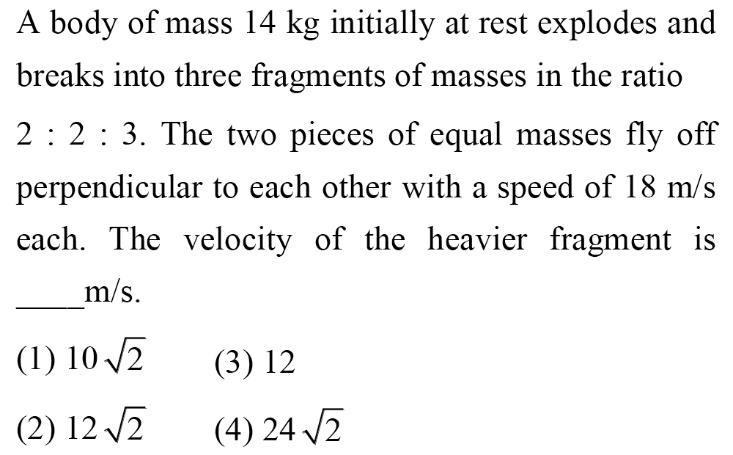 A body of mass 14 kg initially at rest explodes and
breaks into three fragments of masses in the ratio
2 : 2 : 3. The two pieces of equal masses fly off
perpendicular to each other with a speed of 18 m/s
each. The velocity of the heavier fragment is
____m/s.
(1) 10√2 (3) 12
(2) 12√2 (4) 24√2